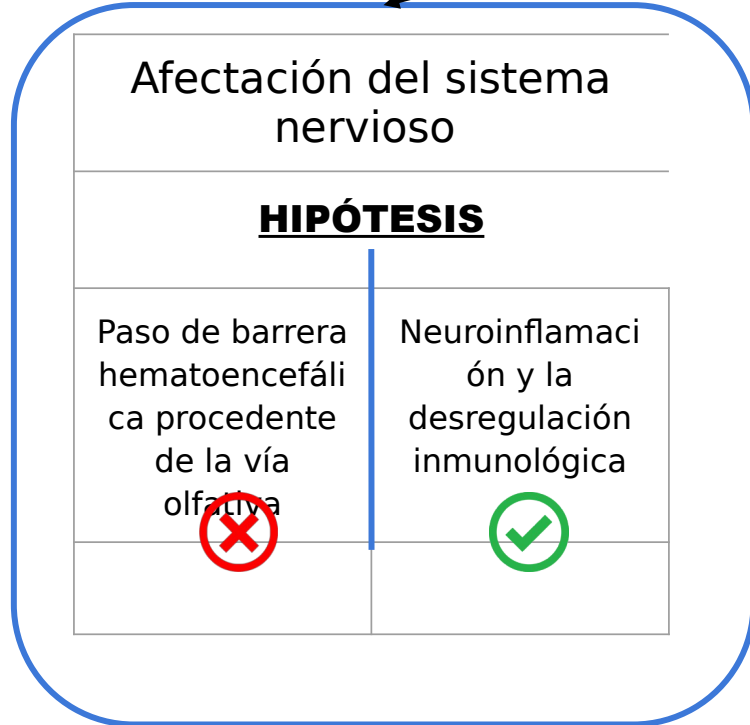 Afectación del sistema
nervioso
HIPÓTESIS
Paso de barrera
hematoencefáli
ca procedente
de la vía
olfativa
Neuroinflamaci
ón y la
desregulación
inmunológica